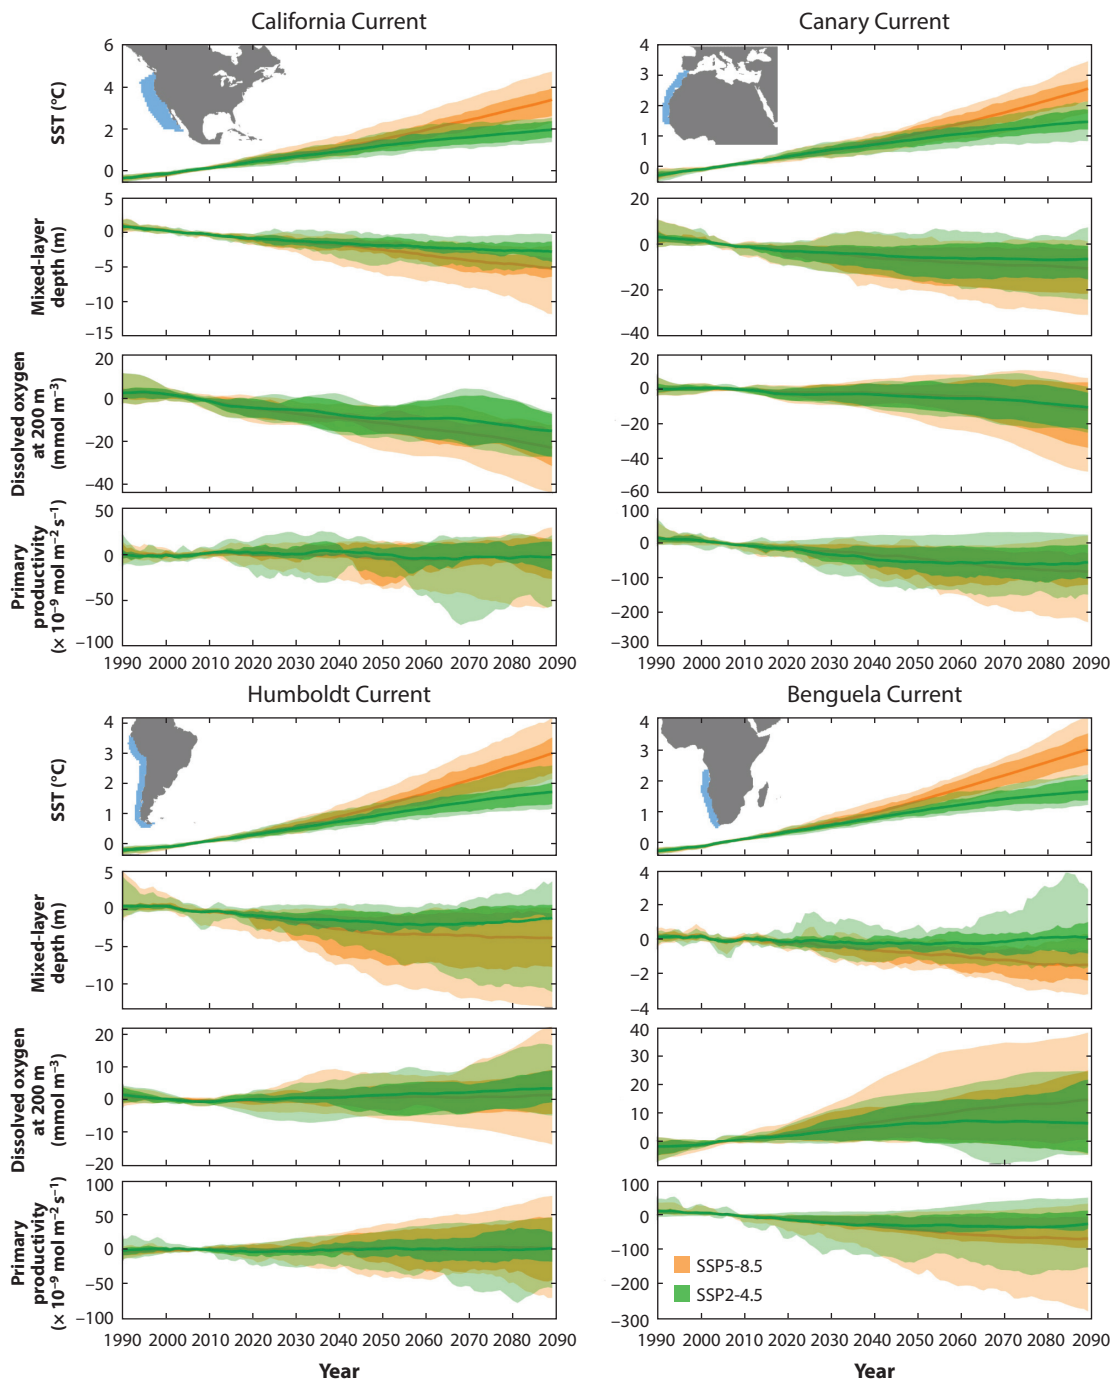 California Current
Canary Current
SST (°C)
6
4
2
0
4
3
2
1
0
Mixed-layer
depth (m)
5
0
−5
−10
−15
20
0
−20
−40
Dissolved oxygen
at 200 m
(mmol m−3)
20
0
−20
−40
20
0
−20
−40
−60
Primary
productivity
(× 10−9 mol m−2 s−1)
50
0
−50
−100
100
0
−100
−200
−300
1990 2000 2010 2020 2030 2040 2050 2060 2070 2080 2090
1990 2000 2010 2020 2030 2040 2050 2060 2070 2080 2090
Humboldt Current
Benguela Current
SST (°C)
4
3
2
1
0
4
3
2
1
0
Mixed-layer
depth (m)
5
0
−5
−10
4
2
0
−2
−4
Dissolved oxygen
at 200 m
(mmol m−3)
20
10
0
−10
−20
40
30
20
10
0
Primary
productivity
(× 10−9 mol m−2 s−1)
100
50
0
−50
−100
100
0
−100
−200
−300
SSP5-8.5
SSP2-4.5
1990 2000 2010 2020 2030 2040 2050 2060 2070 2080 2090
1990 2000 2010 2020 2030 2040 2050 2060 2070 2080 2090
Year
Year